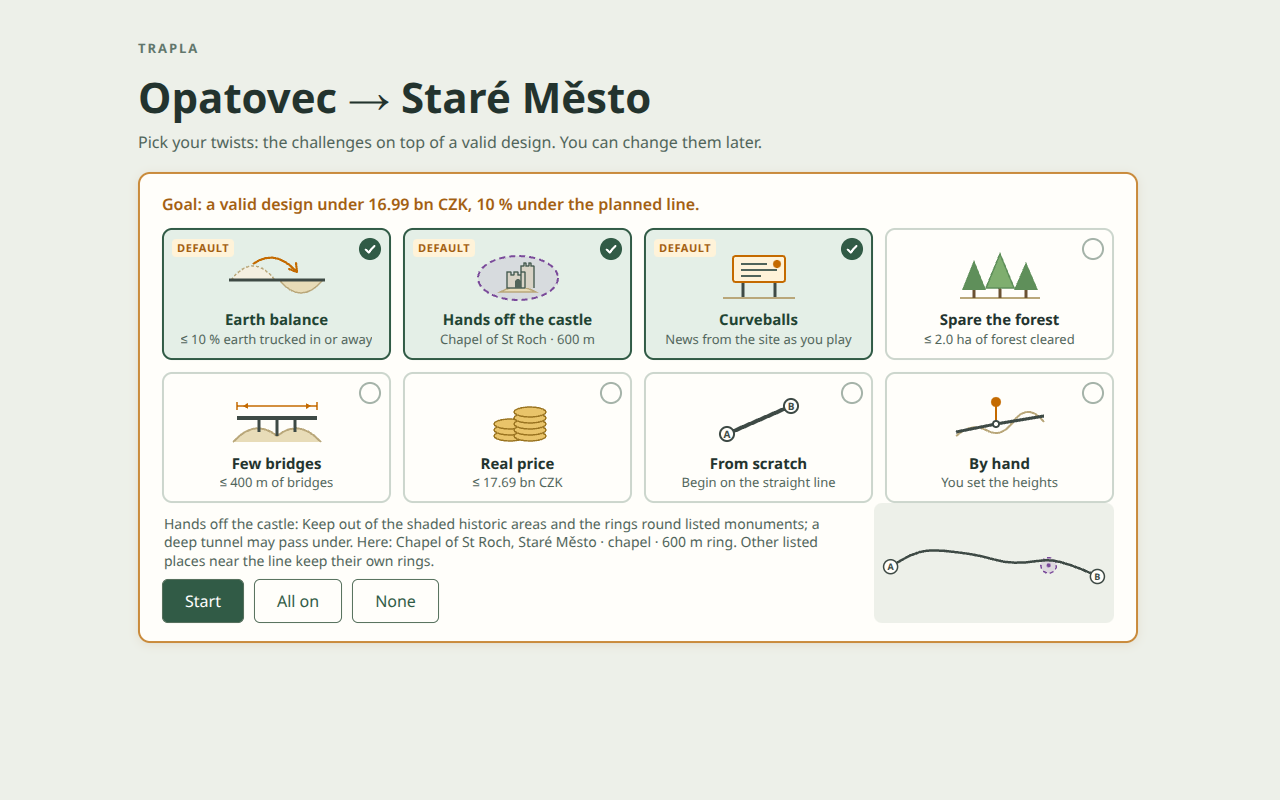 TRAPLA
Opatovec → Staré Město
Pick your twists: the challenges on top of a valid design. You can change them later.
Goal: a valid design under 16.99 bn CZK, 10 % under the planned line.
DEFAULT
Earth balance
≤ 10 % earth trucked in or away
DEFAULT
Hands off the castle
Chapel of St Roch · 600 m
DEFAULT
Curveballs
News from the site as you play
Spare the forest
≤ 2.0 ha of forest cleared
Few bridges
≤ 400 m of bridges
Real price
≤ 17.69 bn CZK
A
B
From scratch
Begin on the straight line
By hand
You set the heights
Hands off the castle: Keep out of the shaded historic areas and the rings round listed monuments; a
deep tunnel may pass under. Here: Chapel of St Roch, Staré Město · chapel · 600 m ring. Other listed
places near the line keep their own rings.
A
B
Start
All on
None